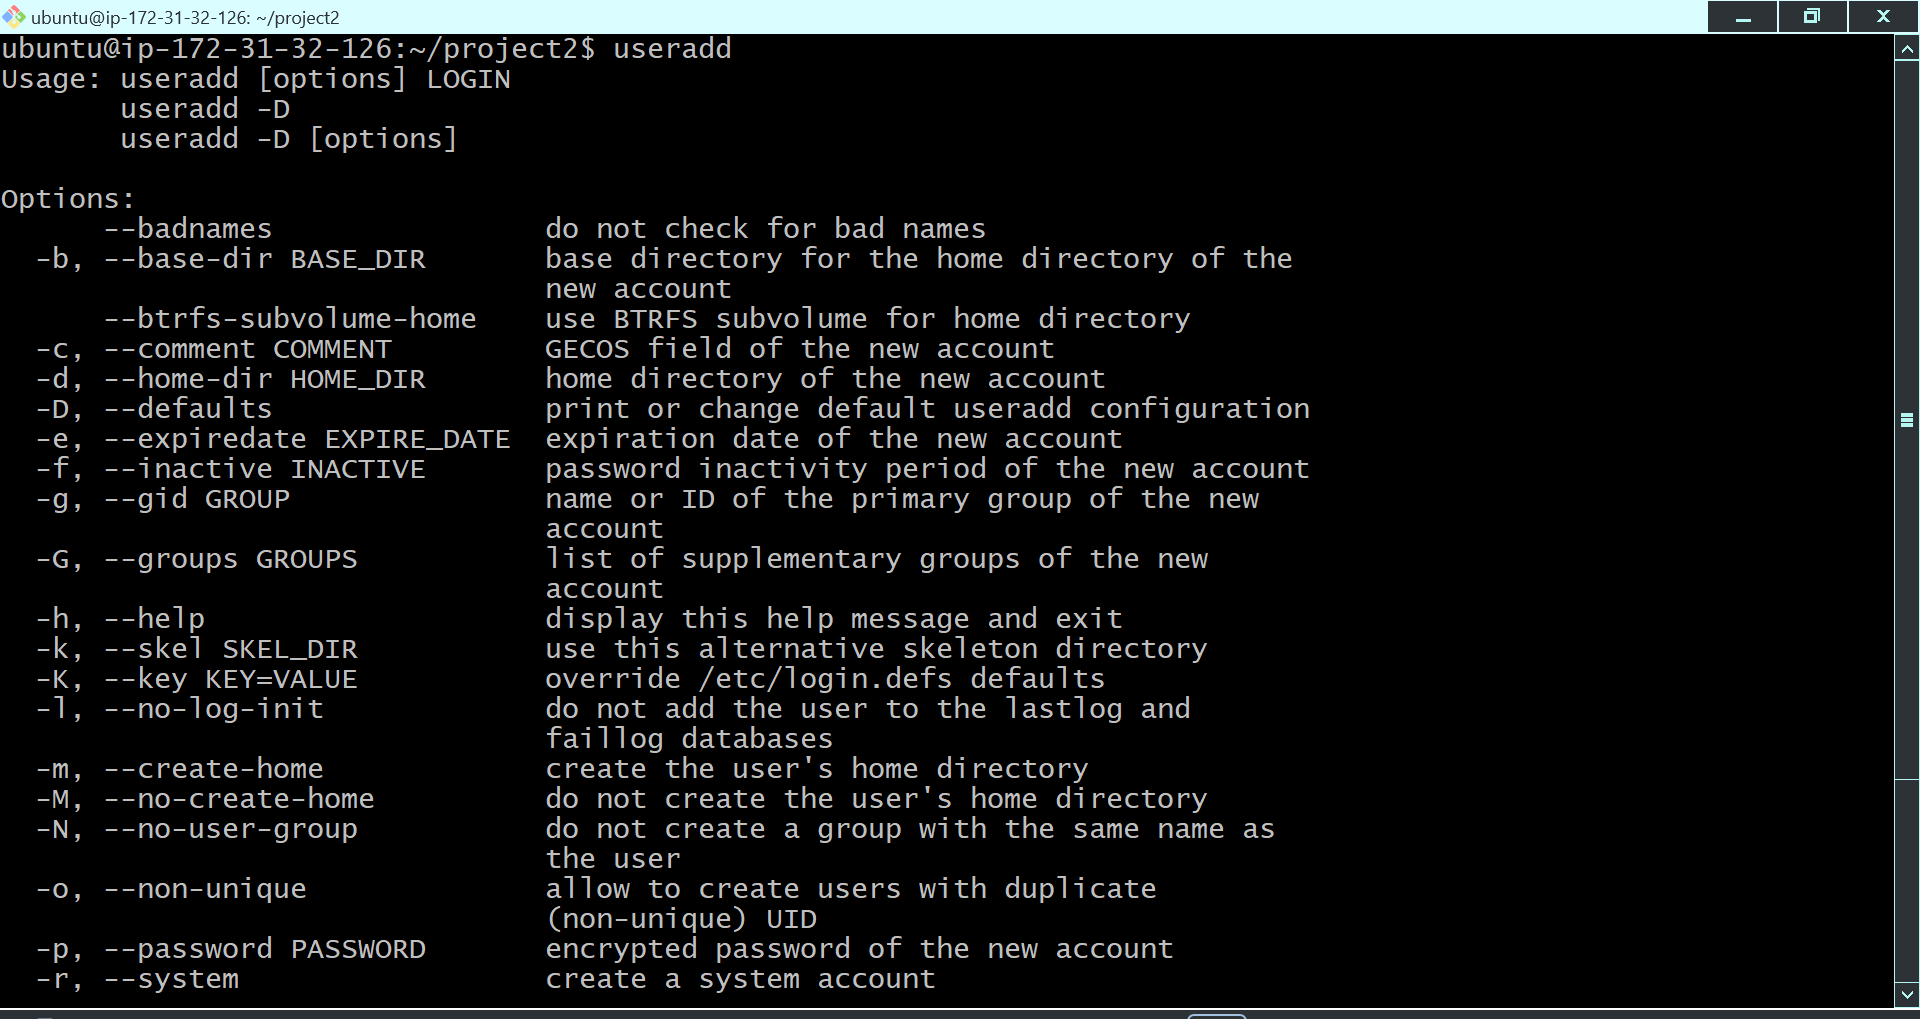 ubuntu@ip-172-31-32-126: ~/project2
ubuntu@ip-172-31-32-126:~/project2$ useradd
Usage: useradd [options] LOGIN
       useradd -D
       useradd -D [options]

Options:
      --badnames                do not check for bad names
  -b, --base-dir BASE_DIR       base directory for the home directory of the
                                new account
      --btrfs-subvolume-home    use BTRFS subvolume for home directory
  -c, --comment COMMENT         GECOS field of the new account
  -d, --home-dir HOME_DIR       home directory of the new account
  -D, --defaults                print or change default useradd configuration
  -e, --expiredate EXPIRE_DATE  expiration date of the new account
  -f, --inactive INACTIVE       password inactivity period of the new account
  -g, --gid GROUP               name or ID of the primary group of the new
                                account
  -G, --groups GROUPS           list of supplementary groups of the new
                                account
  -h, --help                    display this help message and exit
  -k, --skel SKEL_DIR           use this alternative skeleton directory
  -K, --key KEY=VALUE           override /etc/login.defs defaults
  -l, --no-log-init             do not add the user to the lastlog and
                                faillog databases
  -m, --create-home             create the user's home directory
  -M, --no-create-home          do not create the user's home directory
  -N, --no-user-group           do not create a group with the same name as
                                the user
  -o, --non-unique              allow to create users with duplicate
                                (non-unique) UID
  -p, --password PASSWORD       encrypted password of the new account
  -r, --system                  create a system account